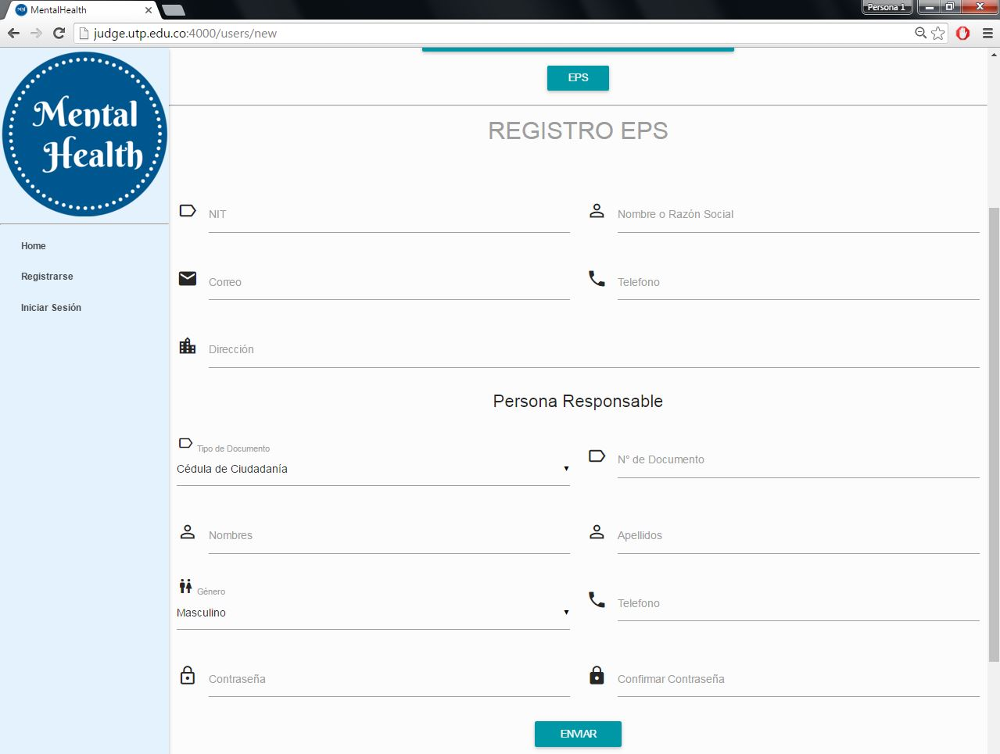 MentalHealth
Persona 1
judge.utp.edu.co:4000/users/new
Mental
Health
Home
Registrarse
Iniciar Sesión
EPS
REGISTRO EPS
NIT
Nombre o Razón Social
Correo
Telefono
Dirección
Persona Responsable
Tipo de Documento
Cédula de Ciudadanía
N° de Documento
Nombres
Apellidos
Género
Masculino
Telefono
Contraseña
Confirmar Contraseña
ENVIAR